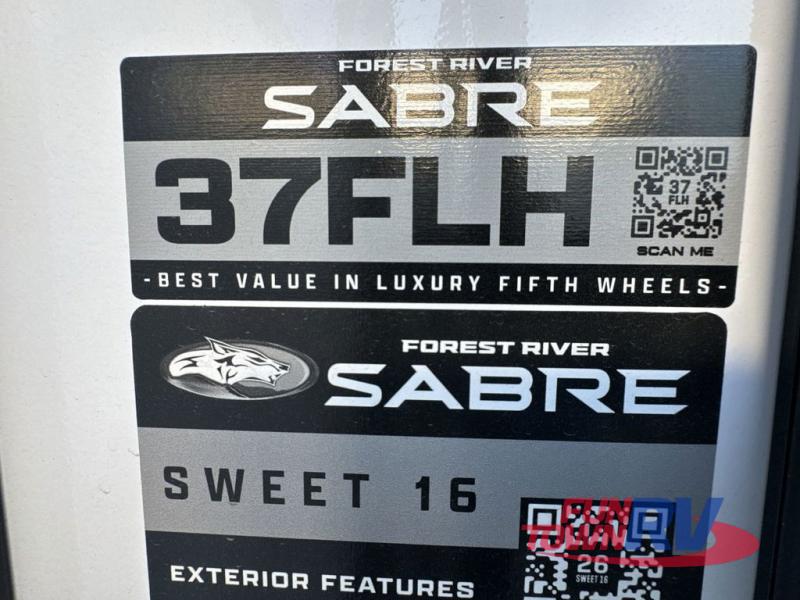 FOREST RIVER
SABRE
37FLH
37
FLH
SCAN ME
-BEST VALUE IN LUXURY FIFTH WHEELS-
FOREST RIVER
SABRE
SWEET 16
FUN
TOWN RV
26
SWEET 16
EXTERIOR FEATURES